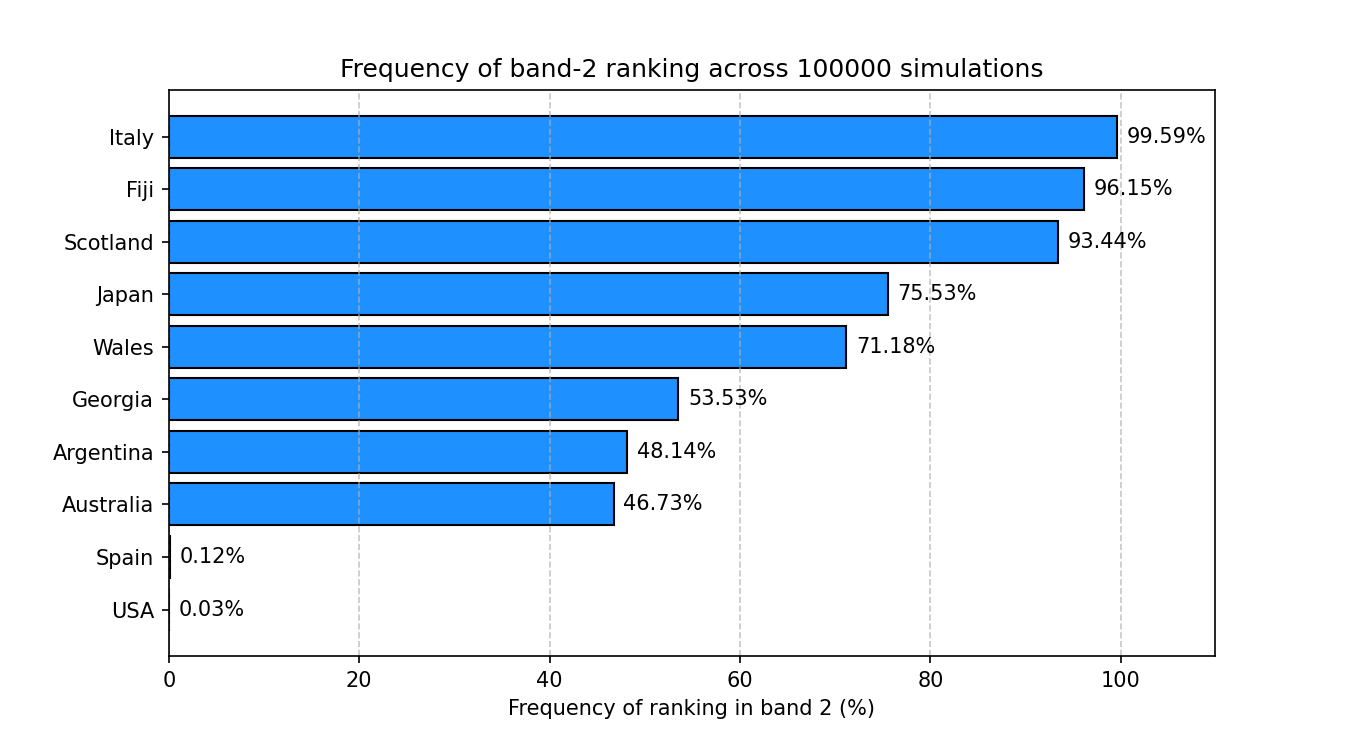 Frequency of band-2 ranking across 100000 simulations
Italy 99.59%
Fiji 96.15%
Scotland 93.44%
Japan 75.53%
Wales 71.18%
Georgia 53.53%
Argentina 48.14%
Australia 46.73%
Spain 0.12%
USA 0.03%
0 20 40 60 80 100
Frequency of ranking in band 2 (%)